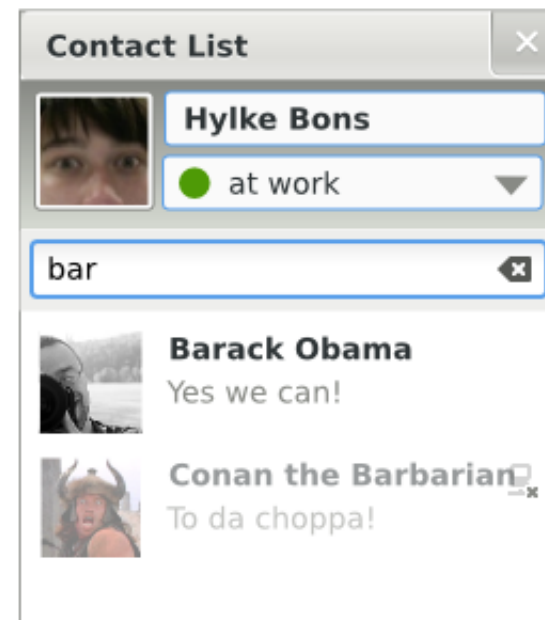 Contact List
Hylke Bons
at work
bar
Barack Obama
Yes we can!
Conan the Barbarian
To da choppa!